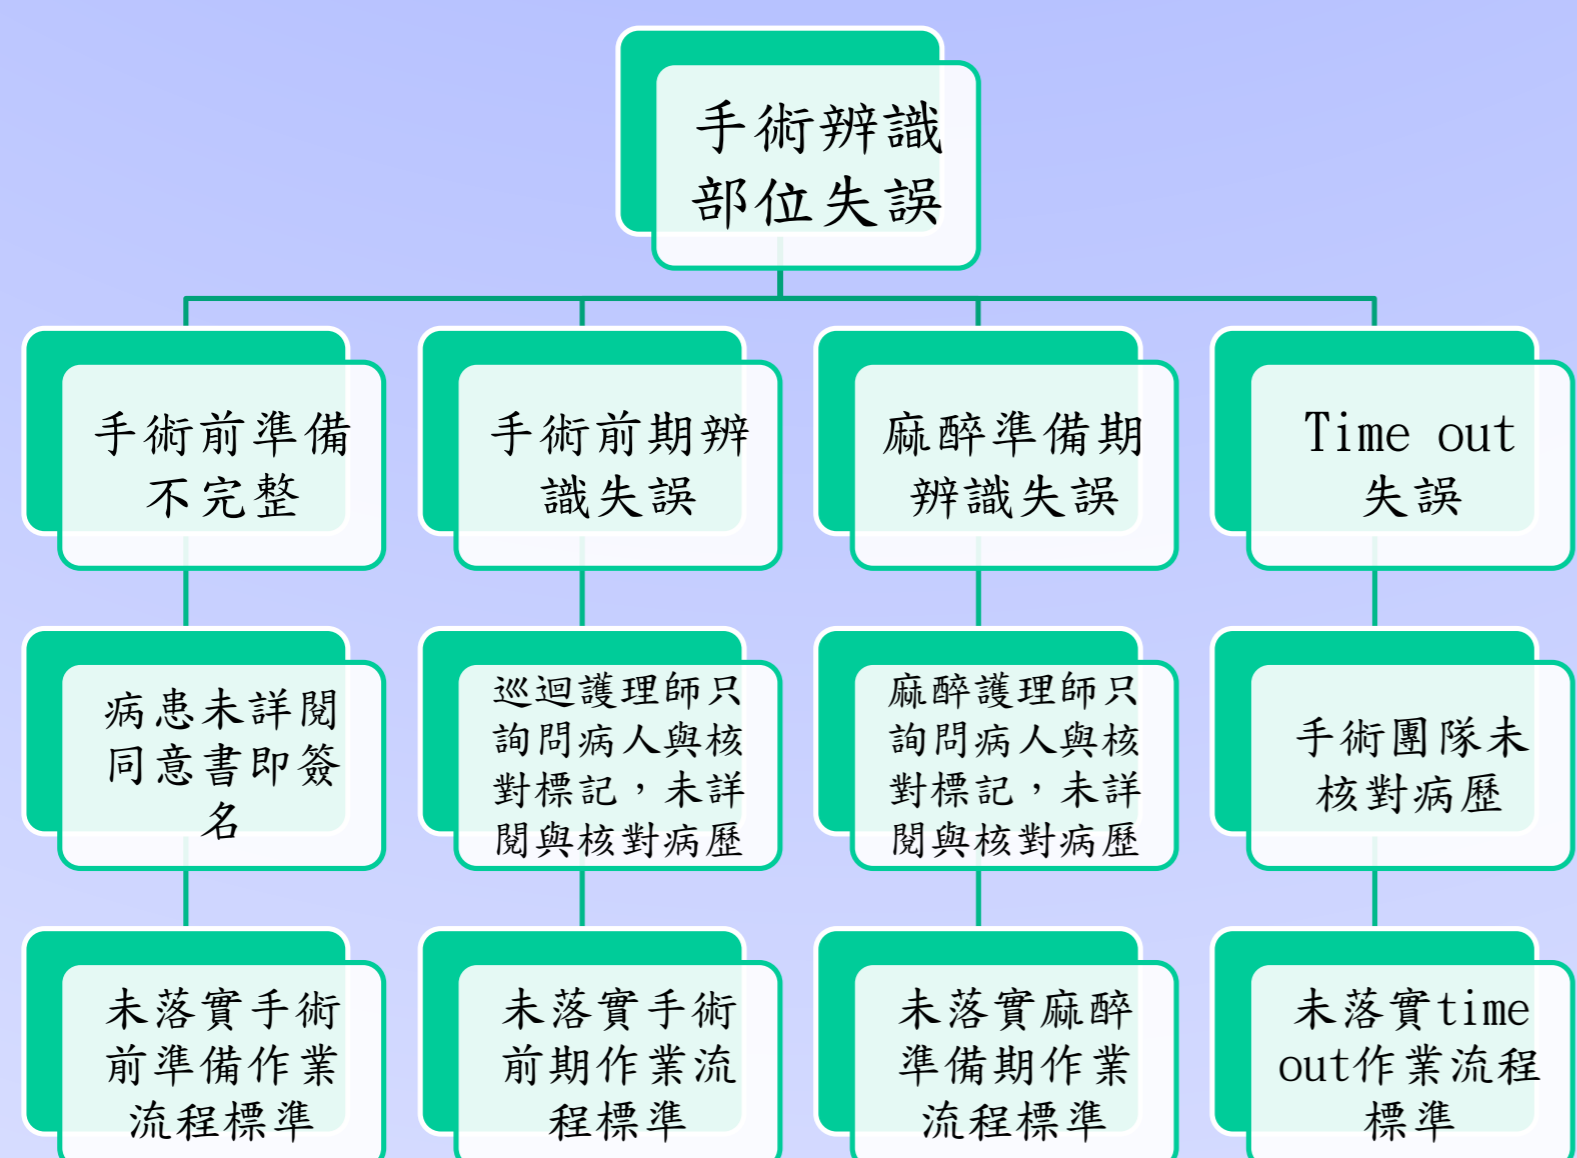 手術辨識
部位失誤
手術前準備
不完整
手術前期辨
識失誤
麻醉準備期
辨識失誤
Time out
失誤
病患未詳閱
同意書即簽
名
巡迴護理師只
詢問病人與核
對標記，未詳
閱與核對病歷
麻醉護理師只
詢問病人與核
對標記，未詳
閱與核對病歷
手術團隊未
核對病歷
未落實手術
前準備作業
流程標準
未落實手術
前期作業流
程標準
未落實麻醉
準備期作業
流程標準
未落實time
out作業流程
標準